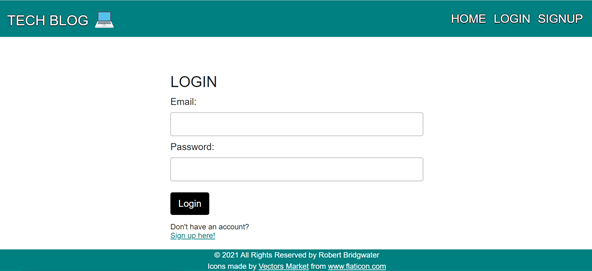 TECH BLOG
HOME LOGIN SIGNUP
LOGIN
Email:
Password:
Login
Don't have an account?
Sign up here!
© 2021 All Rights Reserved by Robert Bridgwater
Icons made by Vectors Market from www.flaticon.com